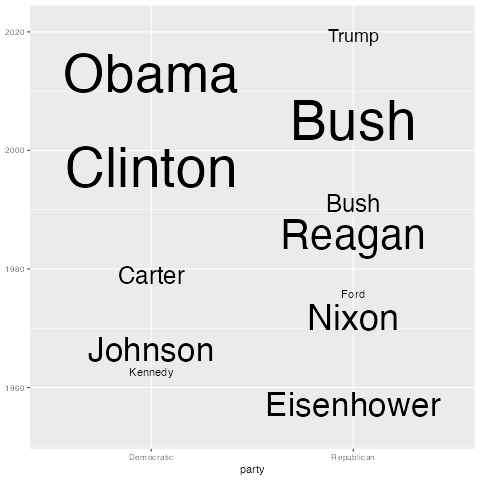 2020
Trump
Obama
Bush
2000
Clinton
Bush
Reagan
1980
Carter
Ford
Nixon
Johnson
Kennedy
1960
Eisenhower
Democratic
Republican
party